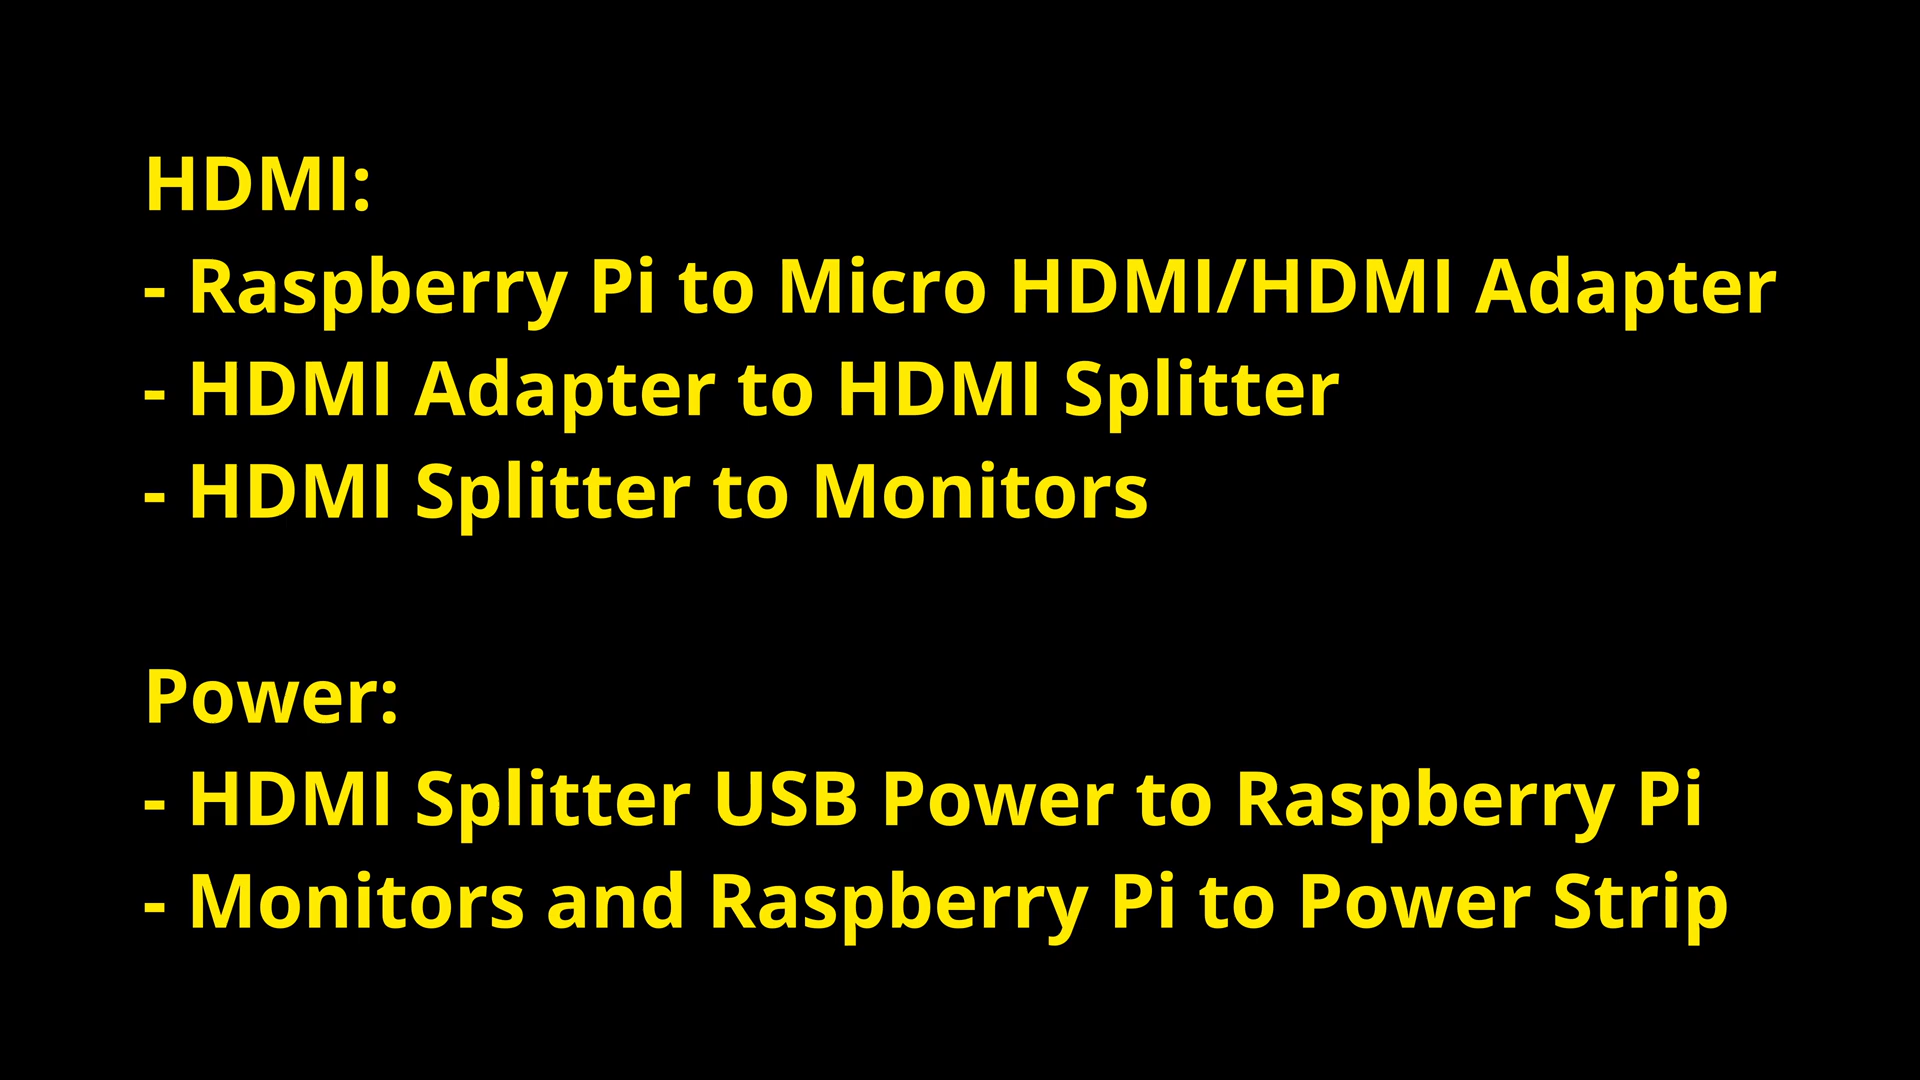 HDMI:
- Raspberry Pi to Micro HDMI/HDMI Adapter
- HDMI Adapter to HDMI Splitter
- HDMI Splitter to Monitors
Power:
- HDMI Splitter USB Power to Raspberry Pi
- Monitors and Raspberry Pi to Power Strip